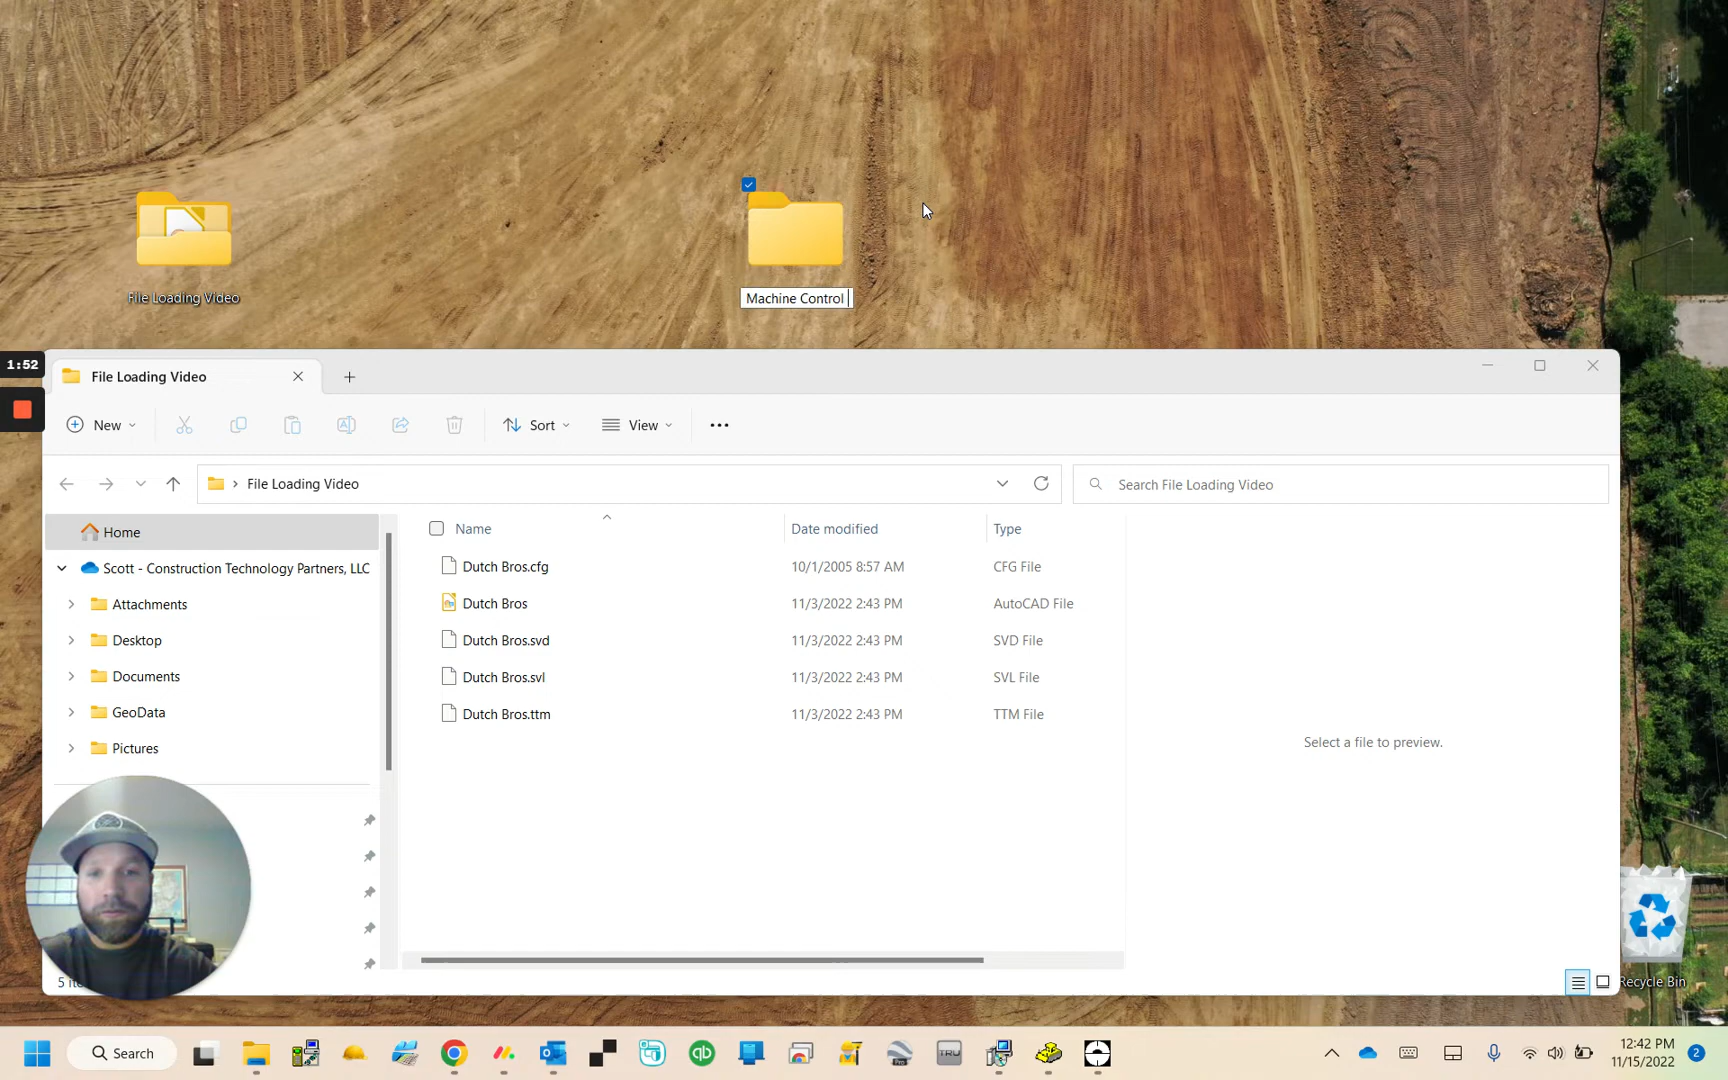 File Loading Video
Machine Control
1:52
File Loading Video
New
Sort
View
File Loading Video
Search File Loading Video
Home
Name
Date modified
Type
Scott - Construction Technology Partners, LLC
Dutch Bros.cfg
10/1/2005 8:57 AM
CFG File
Attachments
Dutch Bros
11/3/2022 2:43 PM
AutoCAD File
Desktop
Dutch Bros.svd
11/3/2022 2:43 PM
SVD File
Documents
Dutch Bros.svl
11/3/2022 2:43 PM
SVL File
GeoData
Dutch Bros.ttm
11/3/2022 2:43 PM
TTM File
Pictures
Select a file to preview.
5
Recycle Bin
Search
qb
TRU
Pro
12:42 PM
11/15/2022
2